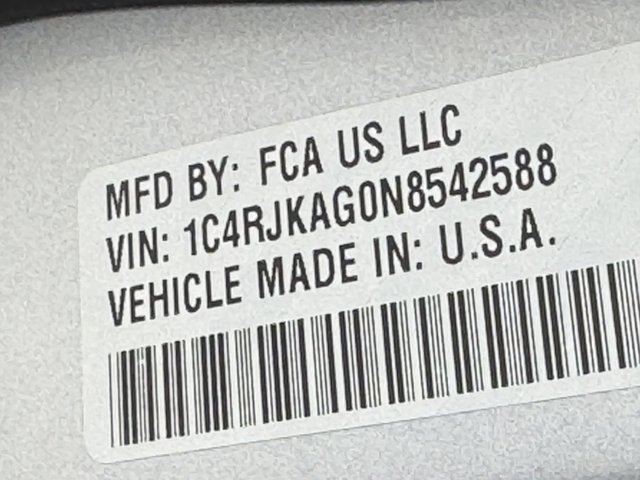 MFD BY: FCA US LLC
VIN: 1C4RJKAG0N8542588
VEHICLE MADE IN: U.S.A.